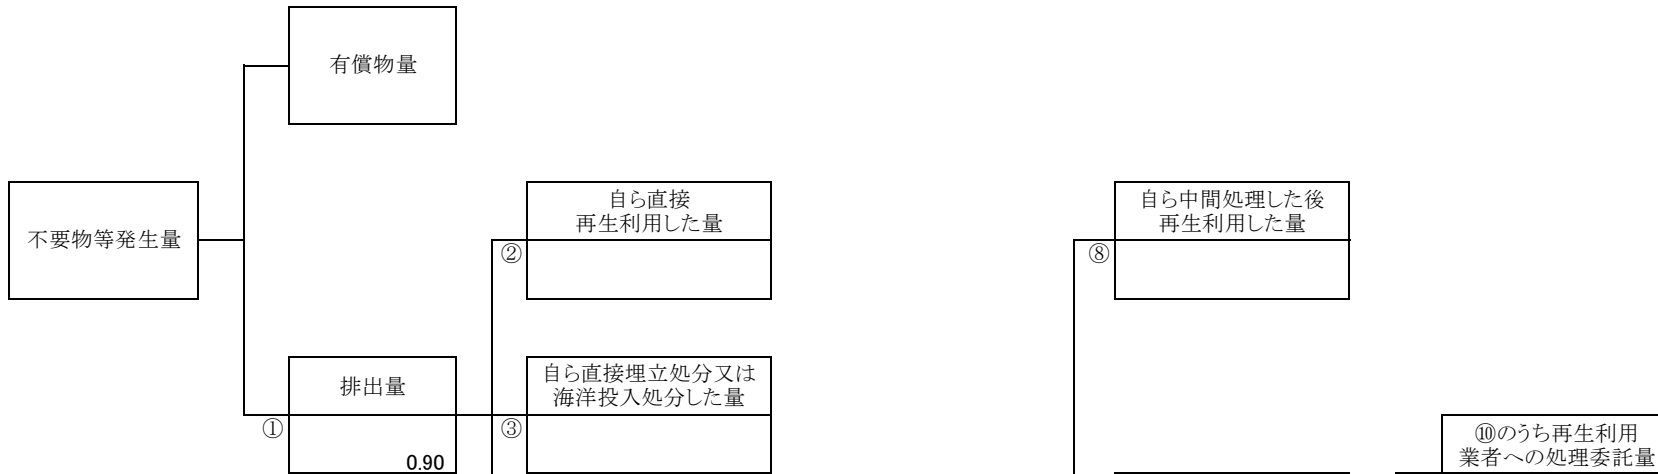 有償物量
不要物等発生量
自ら直接
再生利用した量
②
自ら中間処理した後
再生利用した量
⑧
排出量
①
0.90
自ら直接埋立処分又は
海洋投入処分した量
③
⑩のうち再生利用
業者への処理委託量